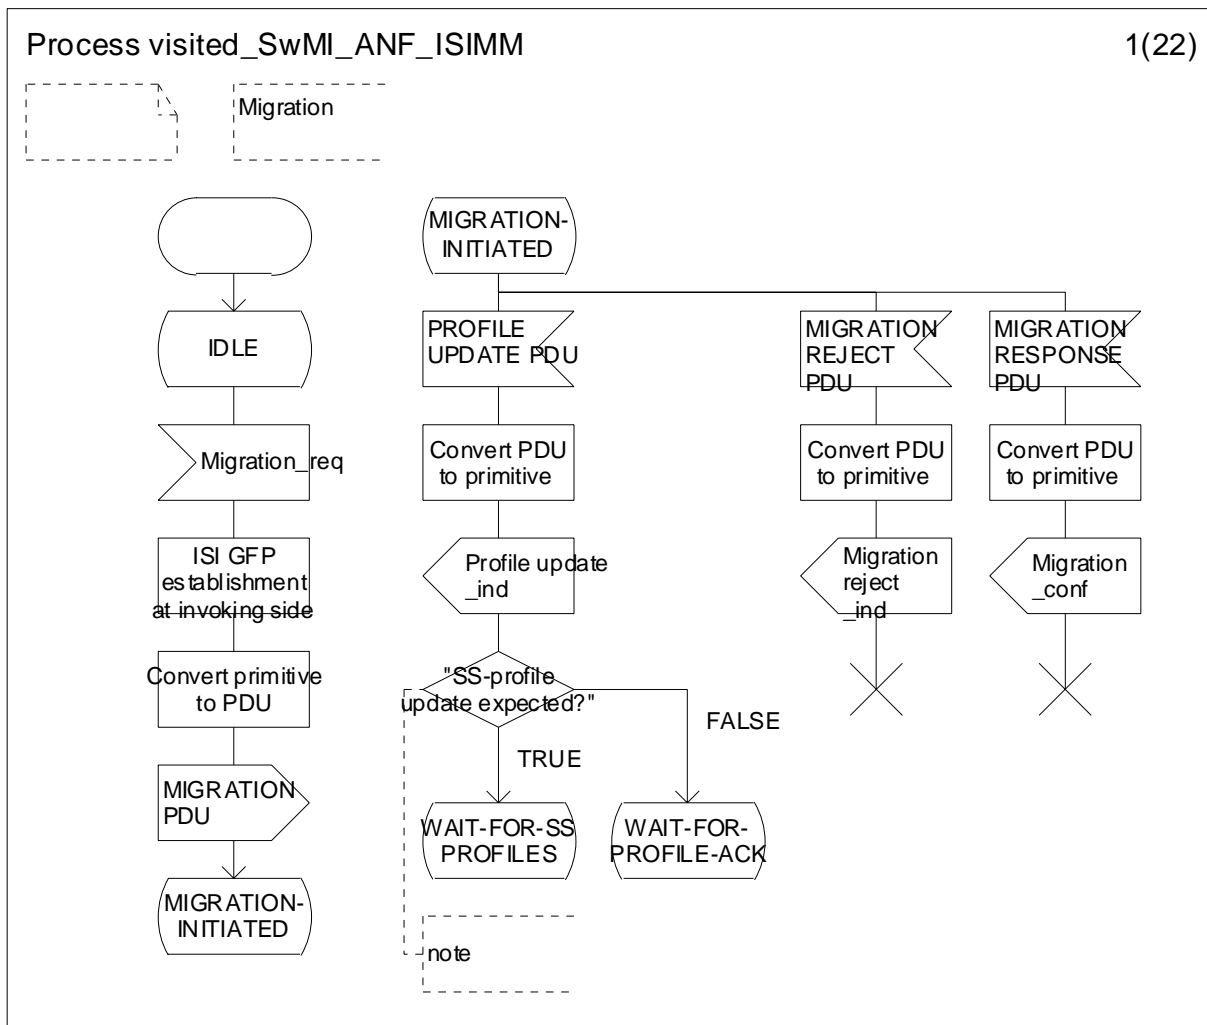 Process visited_SwMI_ANF_ISIMM
1(22)
Migration
IDLE
Migration_req
ISI GFP
establishment
at invoking side
Convert primitive
to PDU
MIGRATION
PDU
MIGRATION-
INITIATED
MIGRATION-
INITIATED
PROFILE
UPDATE PDU
Convert PDU
to primitive
Profile update
_ind
"SS-profile
update expected?"
TRUE
FALSE
WAIT-FOR-SS
PROFILES
WAIT-FOR-
PROFILE-ACK
note
MIGRATION
REJECT
PDU
Convert PDU
to primitive
Migration
reject
_ind
MIGRATION
RESPONSE
PDU
Convert PDU
to primitive
Migration
_conf